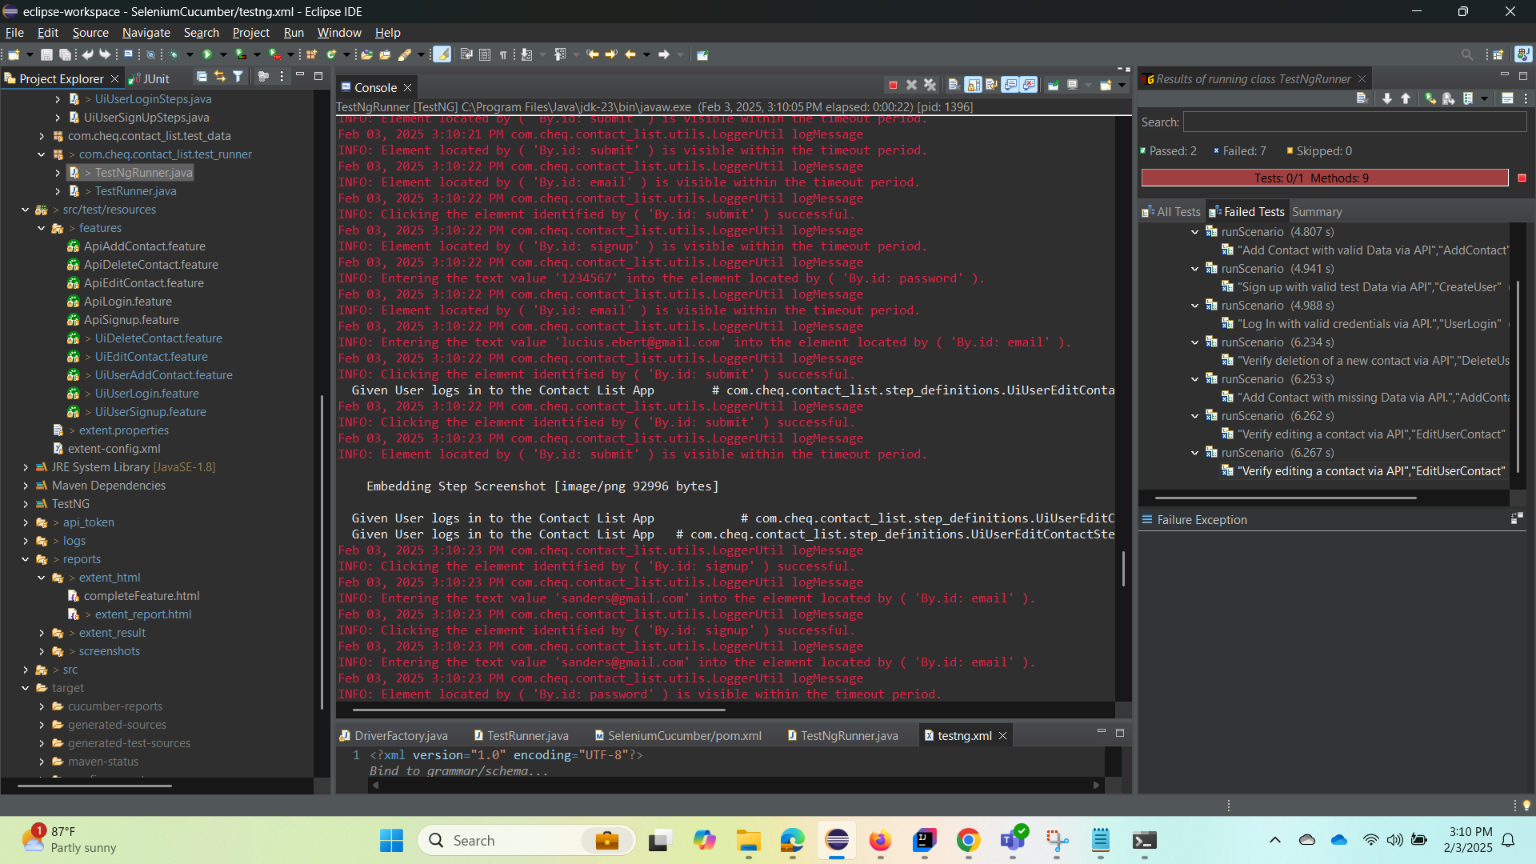 eclipse-workspace - SeleniumCucumber/testng.xml - Eclipse IDE
File Edit Source Navigate Search Project Run Window Help
Project Explorer JUnit
UiUserLoginSteps.java
UiUserSignUpSteps.java
com.cheq.contact_list.test_data
> com.cheq.contact_list.test_runner
> TestNgRunner.java
> TestRunner.java
> src/test/resources
> features
ApiAddContact.feature
ApiDeleteContact.feature
ApiEditContact.feature
ApiLogin.feature
ApiSignup.feature
> UiDeleteContact.feature
> UiEditContact.feature
> UiUserAddContact.feature
> UiUserLogin.feature
> UiUserSignup.feature
> extent.properties
extent-config.xml
JRE System Library [JavaSE-1.8]
Maven Dependencies
TestNG
> api_token
> logs
> reports
> extent_html
completeFeature.html
> extent_report.html
> extent_result
> screenshots
> src
target
cucumber-reports
generated-sources
generated-test-sources
maven-status
Console
TestNgRunner [TestNG] C:\Program Files\Java\jdk-23\bin\javaw.exe (Feb 3, 2025, 3:10:05 PM elapsed: 0:00:22) [pid: 1396]
INFO: Element located by ( 'By.id: submit' ) is visible within the timeout period.
Feb 03, 2025 3:10:21 PM com.cheq.contact_list.utils.LoggerUtil logMessage
INFO: Element located by ( 'By.id: submit' ) is visible within the timeout period.
Feb 03, 2025 3:10:22 PM com.cheq.contact_list.utils.LoggerUtil logMessage
INFO: Element located by ( 'By.id: email' ) is visible within the timeout period.
Feb 03, 2025 3:10:22 PM com.cheq.contact_list.utils.LoggerUtil logMessage
INFO: Clicking the element identified by ( 'By.id: submit' ) successful.
Feb 03, 2025 3:10:22 PM com.cheq.contact_list.utils.LoggerUtil logMessage
INFO: Element located by ( 'By.id: signup' ) is visible within the timeout period.
Feb 03, 2025 3:10:22 PM com.cheq.contact_list.utils.LoggerUtil logMessage
INFO: Entering the text value '1234567' into the element located by ( 'By.id: password' ).
Feb 03, 2025 3:10:22 PM com.cheq.contact_list.utils.LoggerUtil logMessage
INFO: Element located by ( 'By.id: email' ) is visible within the timeout period.
Feb 03, 2025 3:10:22 PM com.cheq.contact_list.utils.LoggerUtil logMessage
INFO: Entering the text value 'lucius.ebert@gmail.com' into the element located by ( 'By.id: email' ).
Feb 03, 2025 3:10:22 PM com.cheq.contact_list.utils.LoggerUtil logMessage
INFO: Clicking the element identified by ( 'By.id: submit' ) successful.
Given User logs in to the Contact List App # com.cheq.contact_list.step_definitions.UiUserEditConta
Feb 03, 2025 3:10:22 PM com.cheq.contact_list.utils.LoggerUtil logMessage
INFO: Clicking the element identified by ( 'By.id: submit' ) successful.
Feb 03, 2025 3:10:23 PM com.cheq.contact_list.utils.LoggerUtil logMessage
INFO: Element located by ( 'By.id: submit' ) is visible within the timeout period.
Embedding Step Screenshot [image/png 92996 bytes]
Given User logs in to the Contact List App # com.cheq.contact_list.step_definitions.UiUserEditC
Given User logs in to the Contact List App # com.cheq.contact_list.step_definitions.UiUserEditContactSte
Feb 03, 2025 3:10:23 PM com.cheq.contact_list.utils.LoggerUtil logMessage
INFO: Clicking the element identified by ( 'By.id: signup' ) successful.
Feb 03, 2025 3:10:23 PM com.cheq.contact_list.utils.LoggerUtil logMessage
INFO: Entering the text value 'sanders@gmail.com' into the element located by ( 'By.id: email' ).
Feb 03, 2025 3:10:23 PM com.cheq.contact_list.utils.LoggerUtil logMessage
INFO: Clicking the element identified by ( 'By.id: signup' ) successful.
Feb 03, 2025 3:10:23 PM com.cheq.contact_list.utils.LoggerUtil logMessage
INFO: Entering the text value 'sanders@gmail.com' into the element located by ( 'By.id: email' ).
Feb 03, 2025 3:10:23 PM com.cheq.contact_list.utils.LoggerUtil logMessage
INFO: Element located by ( 'By.id: password' ) is visible within the timeout period.
DriverFactory.java TestRunner.java SeleniumCucumber/pom.xml TestNgRunner.java testng.xml
1 <?xml version="1.0" encoding="UTF-8"?>
Bind to grammar/schema...
Results of running class TestNgRunner
Search:
Passed: 2 Failed: 7 Skipped: 0
Tests: 0/1 Methods: 9
All Tests Failed Tests Summary
runScenario (4.807 s)
"Add Contact with valid Data via API","AddContact"
runScenario (4.941 s)
"Sign up with valid test Data via API","CreateUser"
runScenario (4.988 s)
"Log In with valid credentials via API.","UserLogin"
runScenario (6.234 s)
"Verify deletion of a new contact via API","DeleteUs
runScenario (6.253 s)
"Add Contact with missing Data via API.","AddConta
runScenario (6.262 s)
"Verify editing a contact via API","EditUserContact"
runScenario (6.267 s)
"Verify editing a contact via API","EditUserContact"
Failure Exception
1
87°F
Partly sunny
Search
3:10 PM
2/3/2025